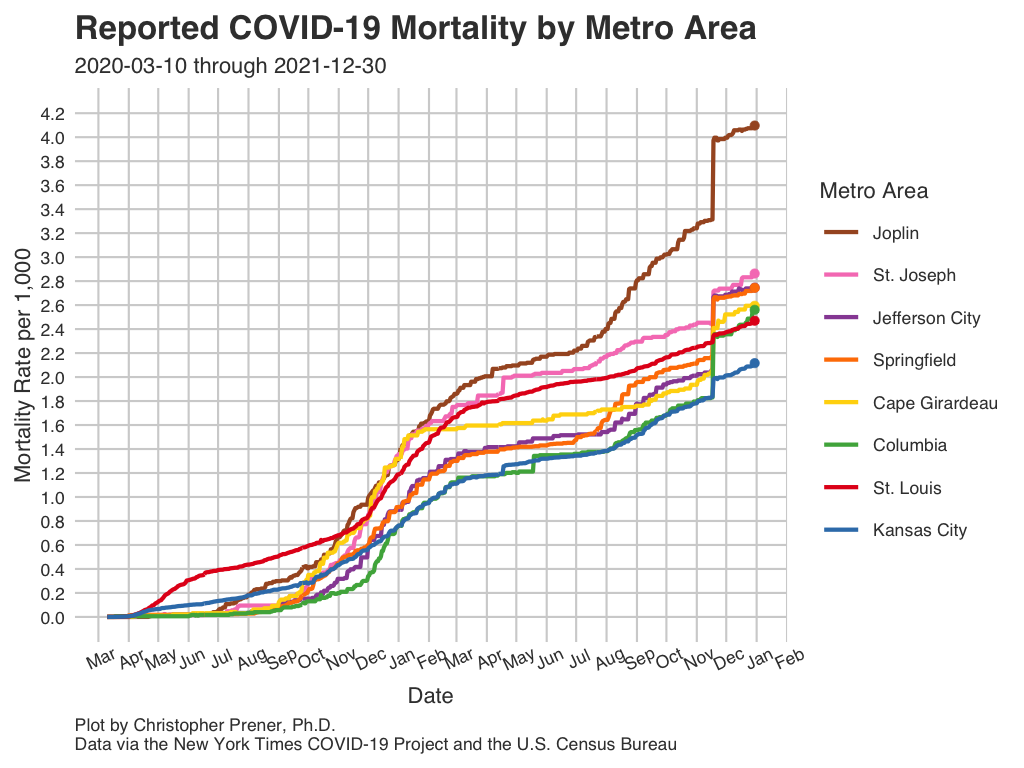 Reported COVID-19 Mortality by Metro Area
2020-03-10 through 2021-12-30
Mortality Rate per 1,000
4.2
4.0
3.8
3.6
3.4
3.2
3.0
2.8
2.6
2.4
2.2
2.0
1.8
1.6
1.4
1.2
1.0
0.8
0.6
0.4
0.2
0.0
Mar Apr May Jun Jul Aug Sep Oct Nov Dec Jan Feb Mar Apr May Jun Jul Aug Sep Oct Nov Dec Jan Feb
Date
Metro Area
Joplin
St. Joseph
Jefferson City
Springfield
Cape Girardeau
Columbia
St. Louis
Kansas City
Plot by Christopher Prener, Ph.D.
Data via the New York Times COVID-19 Project and the U.S. Census Bureau